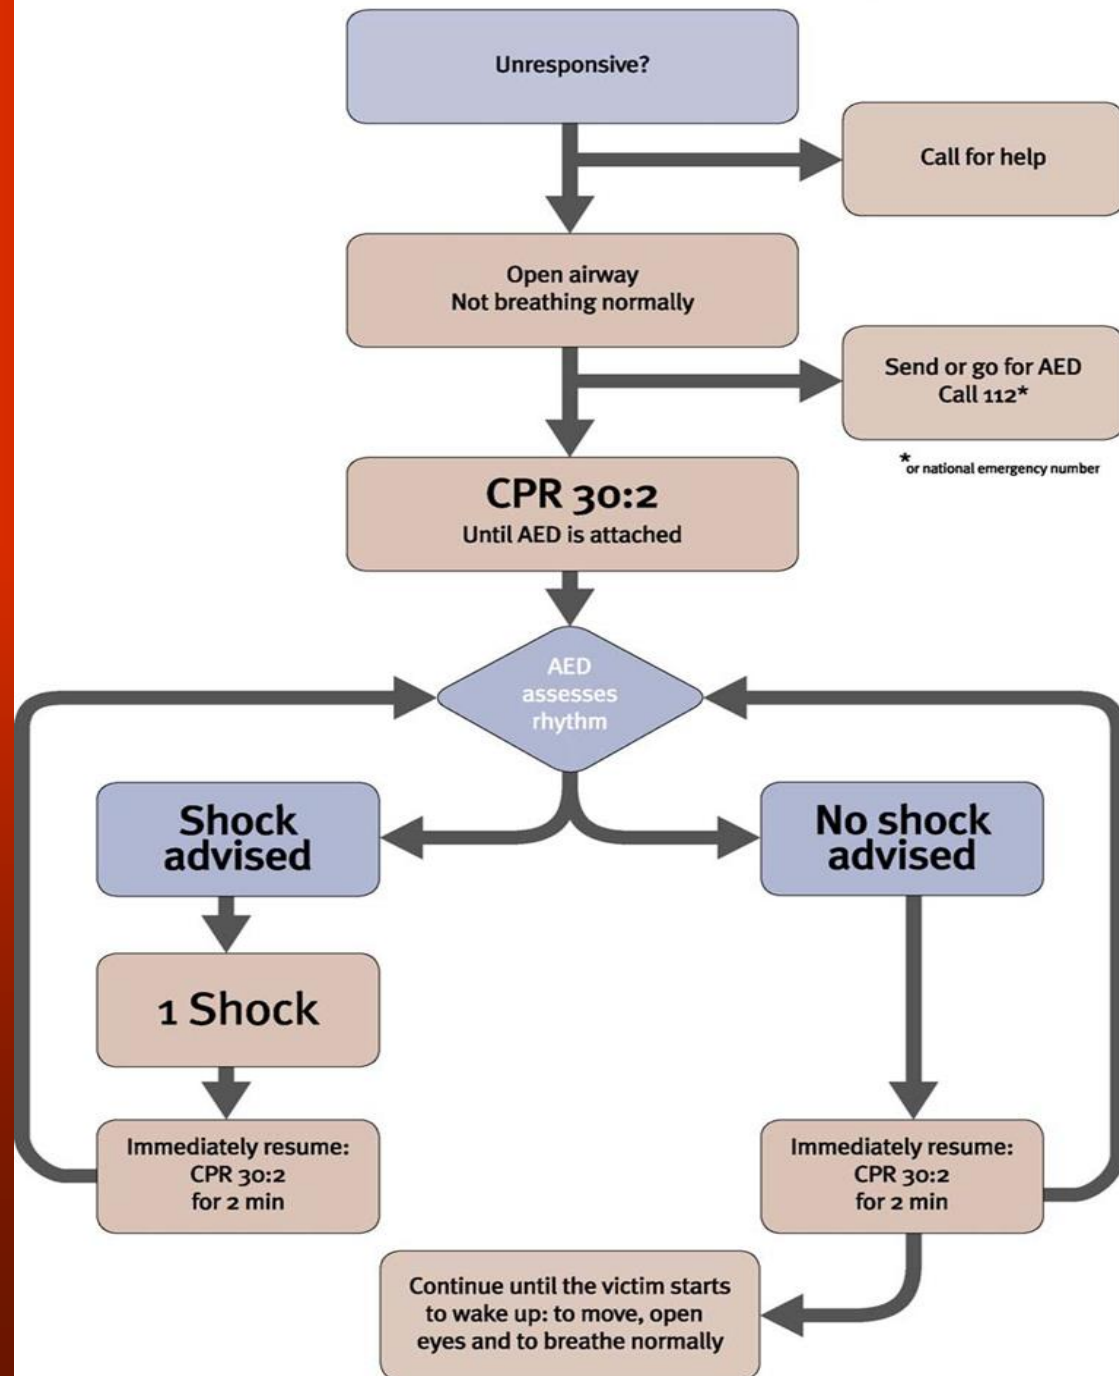 Unresponsive?
Call for help
Open airway
Not breathing normally
Send or go for AED
Call 112*
*or national emergency number
CPR 30:2
Until AED is attached
AED
assesses
rhythm
Shock
advised
No shock
advised
1 Shock
Immediately resume:
CPR 30:2
for 2 min
Immediately resume:
CPR 30:2
for 2 min
Continue until the victim starts
to wake up: to move, open
eyes and to breathe normally